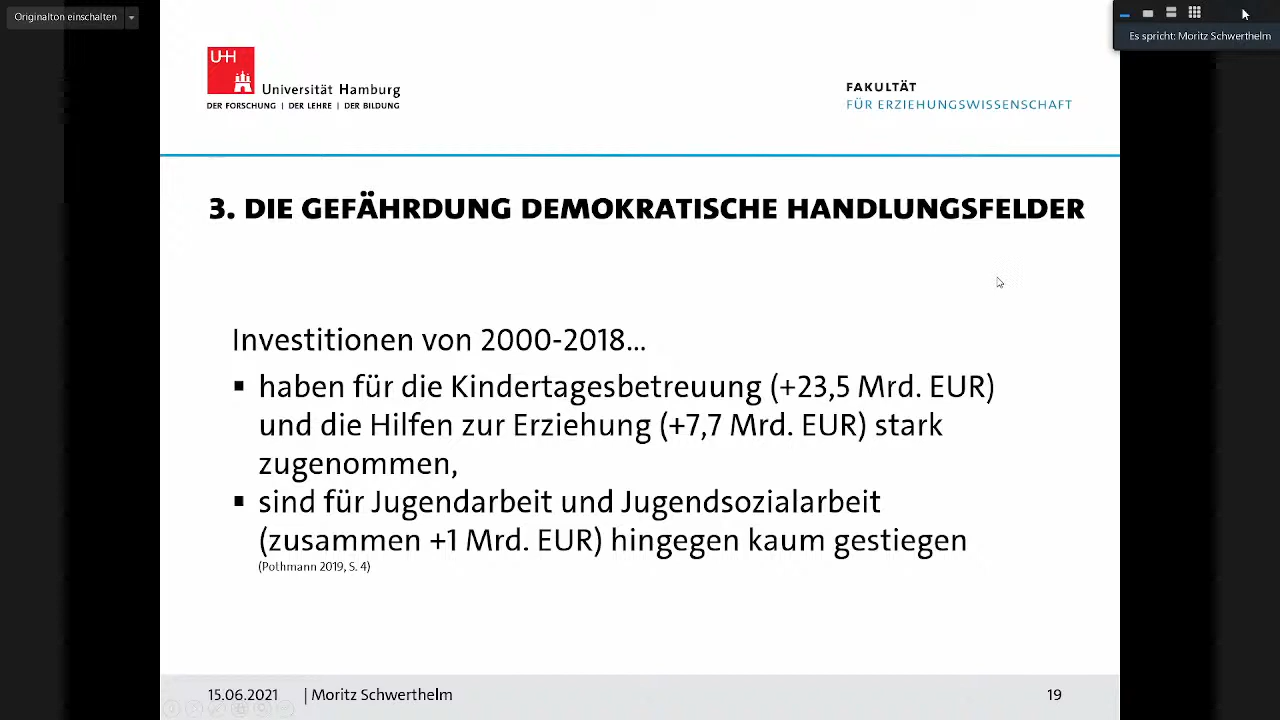 Originalton einschalten
Es spricht: Moritz Schwerthelm
UHH
Universität Hamburg
DER FORSCHUNG | DER LEHRE | DER BILDUNG
FAKULTÄT
FÜR ERZIEHUNGSWISSENSCHAFT
3. DIE GEFÄHRDUNG DEMOKRATISCHE HANDLUNGSFELDER
Investitionen von 2000-2018...
▪ haben für die Kindertagesbetreuung (+23,5 Mrd. EUR)
und die Hilfen zur Erziehung (+7,7 Mrd. EUR) stark
zugenommen,
▪ sind für Jugendarbeit und Jugendsozialarbeit
(zusammen +1 Mrd. EUR) hingegen kaum gestiegen
(Pothmann 2019, S. 4)
15.06.2021 | Moritz Schwerthelm
19